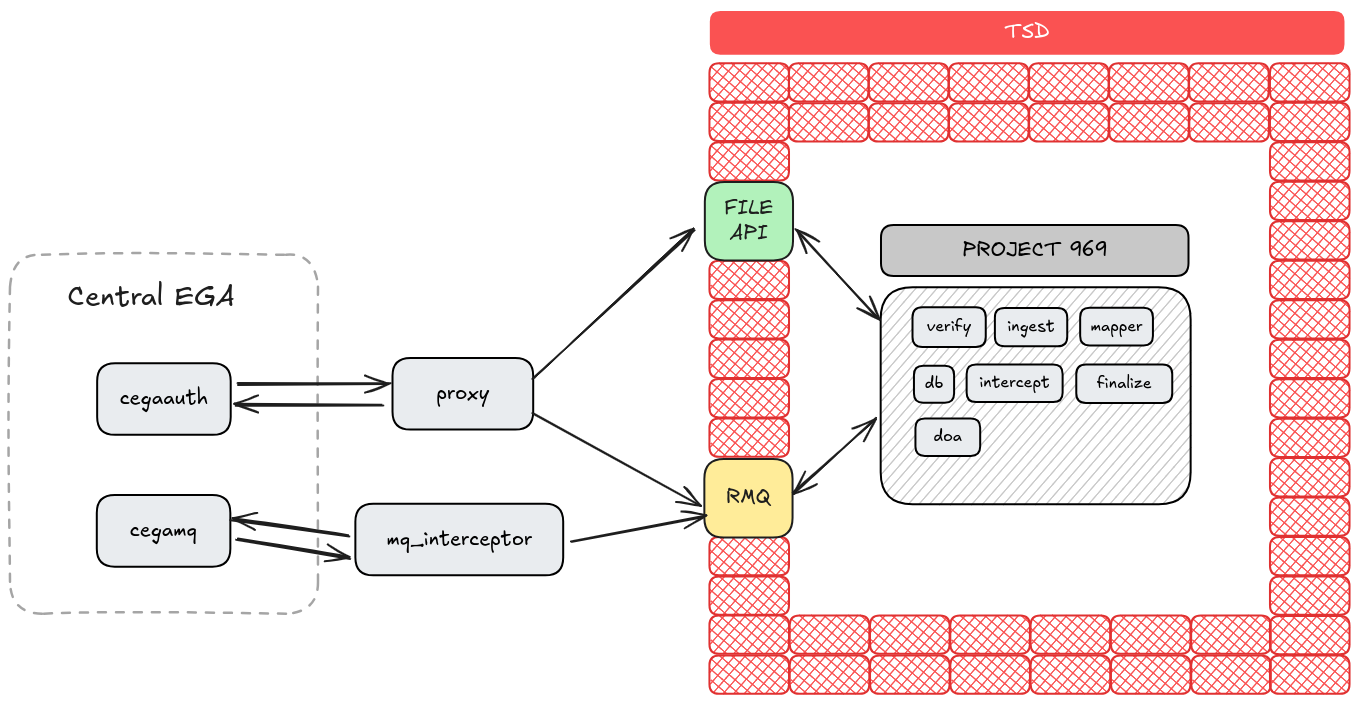 TSD
FILE
API
PROJECT 969
Central EGA
verify
ingest
mapper
db
intercept
finalize
cegaauth
proxy
doa
RMQ
cegamq
mq_interceptor